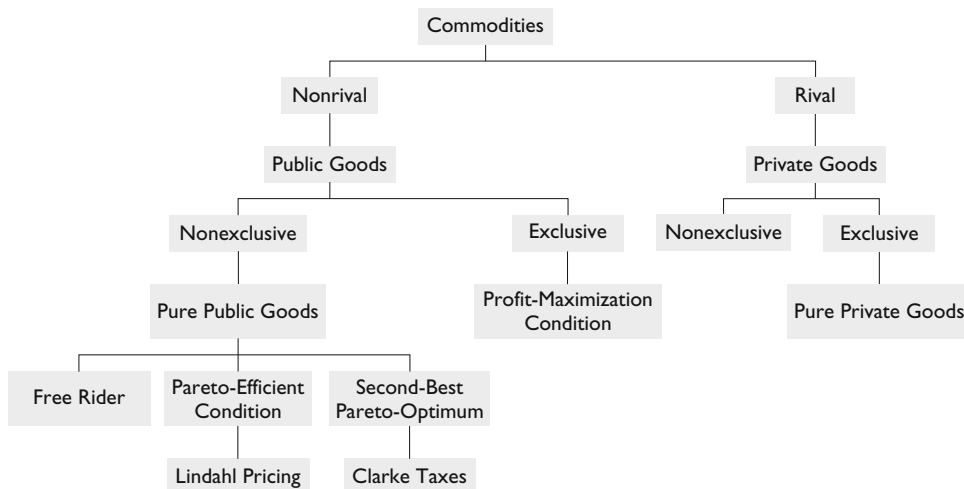 Commodities
Nonrival
Rival
Public Goods
Private Goods
Nonexclusive
Exclusive
Nonexclusive
Exclusive
Pure Public Goods
Profit-Maximization
Condition
Pure Private Goods
Free Rider
Pareto-Efficient
Condition
Second-Best
Pareto-Optimum
Lindahl Pricing
Clarke Taxes